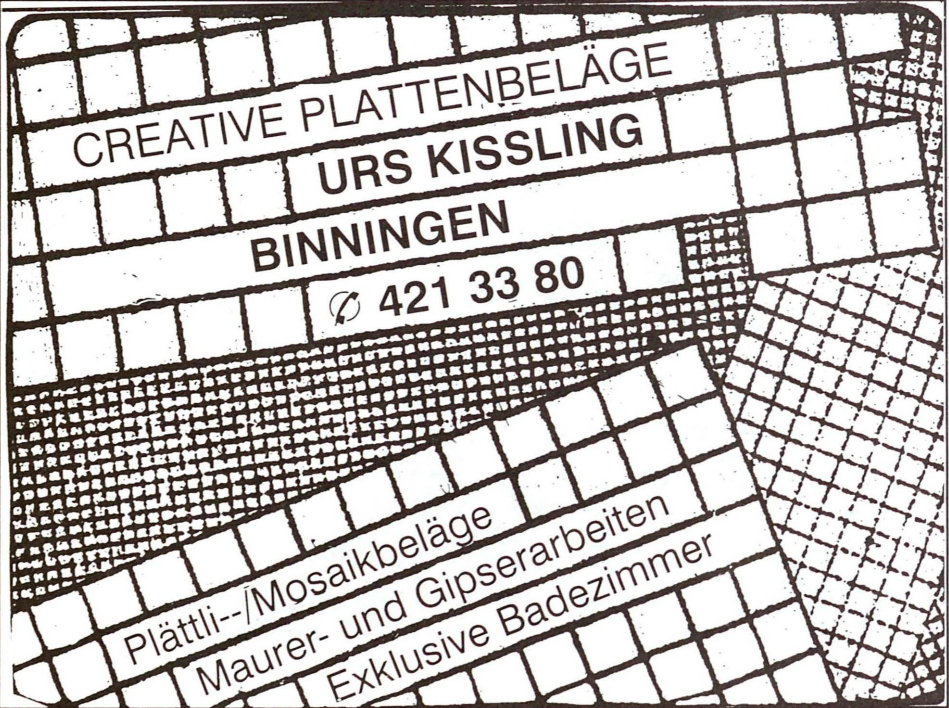 CREATIVE PLATTENBELÄGE
URS KISSLING
BINNINGEN
✆ 421 33 80
Plättli--/Mosaikbeläge
Maurer- und Gipserarbeiten
Exklusive Badezimmer